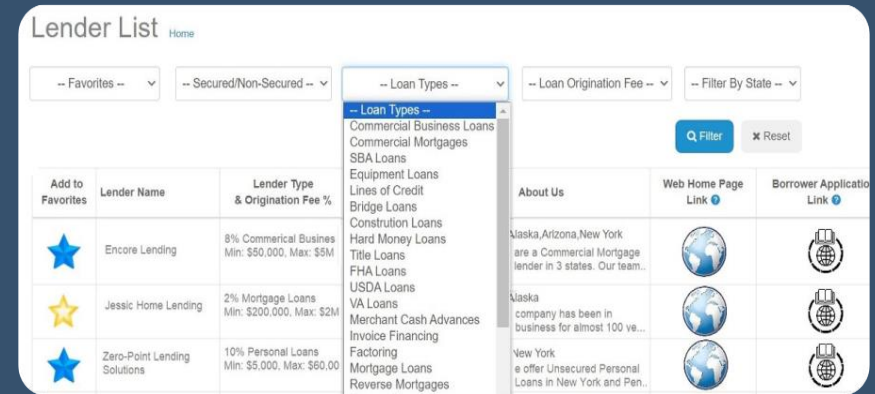 Lender List Home
-- Favorites --
-- Secured/Non-Secured --
-- Loan Types --
-- Loan Origination Fee --
-- Filter By State --
-- Loan Types --
Commercial Business Loans
Commercial Mortgages
SBA Loans
Equipment Loans
Lines of Credit
Bridge Loans
Constrution Loans
Hard Money Loans
Title Loans
FHA Loans
USDA Loans
VA Loans
Merchant Cash Advances
Invoice Financing
Factoring
Mortgage Loans
Reverse Mortgages
Filter
Reset
Add to
Favorites
Lender Name
Lender Type
& Origination Fee %
About Us
Web Home Page
Link
Borrower Applicatio
Link
Encore Lending
8% Commerical Busines
Min: $50,000, Max: $5M
Alaska,Arizona,New York
are a Commercial Mortgage
lender in 3 states. Our team..
Jessic Home Lending
2% Mortgage Loans
Min: $200,000, Max: $2M
Alaska
company has been in
business for almost 100 ye...
Zero-Point Lending
Solutions
10% Personal Loans
Min: $5,000, Max: $60,00
New York
e offer Unsecured Personal
Loans in New York and Pen..